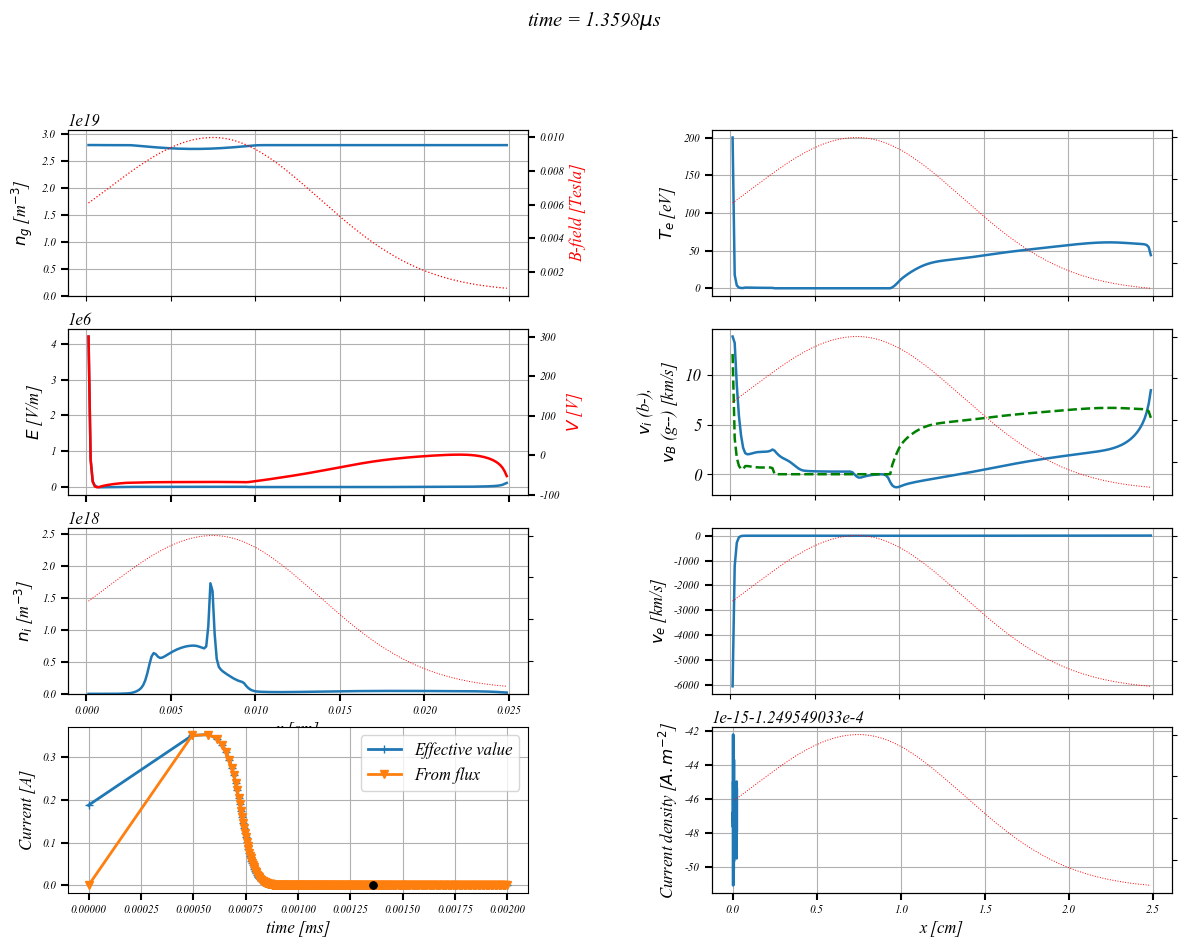 time = 1.3598μs
1e19
3.0
2.5
2.0
1.5
1.0
0.5
0.0
n_g [m⁻³]
0.010
0.008
0.006
0.004
0.002
B-field [Tesla]
200
150
100
50
0
T_e [eV]
1e6
4
3
2
1
0
E [V/m]
300
200
100
0
-100
V [V]
10
5
0
v_i (b-),
v_B (g--) [km/s]
1e18
2.5
2.0
1.5
1.0
0.5
0.0
n_i [m⁻³]
0.000 0.005 0.010 0.015 0.020 0.025
0
-1000
-2000
-3000
-4000
-5000
-6000
v_e [km/s]
0.3
0.2
0.1
0.0
Current [A]
Effective value
From flux
0.00000 0.00025 0.00050 0.00075 0.00100 0.00125 0.00150 0.00175 0.00200
time [ms]
1e-15-1.249549033e-4
-42
-44
-46
-48
-50
Current density [A.m⁻²]
0.0 0.5 1.0 1.5 2.0 2.5
x [cm]